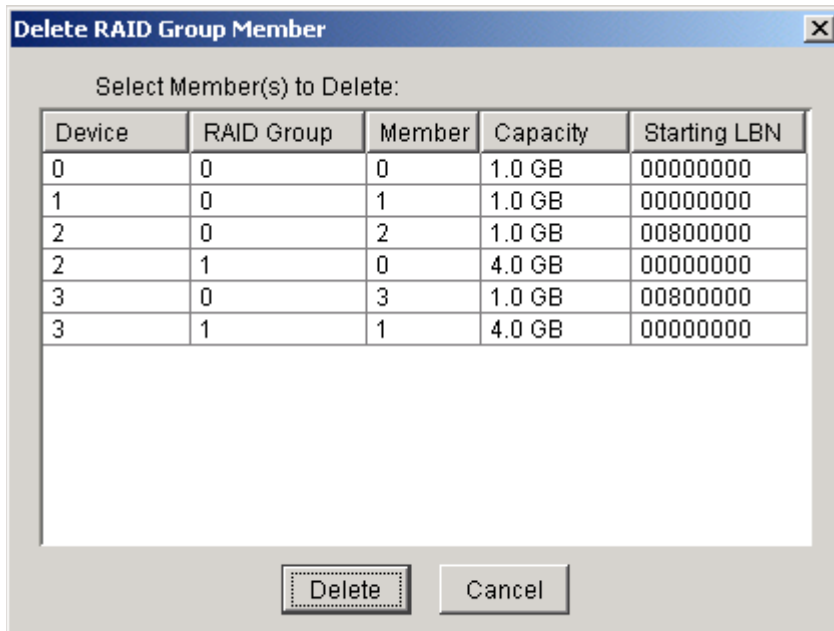 Delete RAID Group Member
Select Member(s) to Delete:
Device RAID Group Member Capacity Starting LBN
0 0 0 1.0 GB 00000000
1 0 1 1.0 GB 00000000
2 0 2 1.0 GB 00800000
2 1 0 4.0 GB 00000000
3 0 3 1.0 GB 00800000
3 1 1 4.0 GB 00000000
Delete Cancel